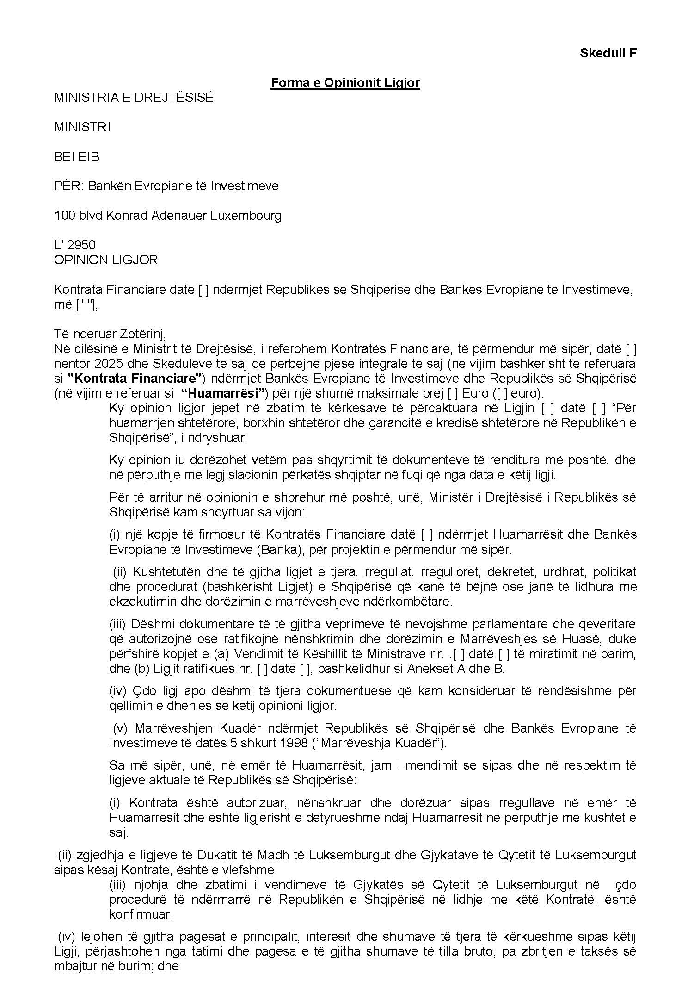 Skeduli F
Forma e Opinionit Ligjor
MINISTRIA E DREJTËSISË
MINISTRI
BEI EIB
PËR: Bankën Evropiane të Investimeve
100 blvd Konrad Adenauer Luxembourg
L' 2950
OPINION LIGJOR
Kontrata Financiare datë [ ] ndërmjet Republikës së Shqipërisë dhe Bankës Evropiane të Investimeve,
më [" "],
Të nderuar Zotërinj,
Në cilësinë e Ministrit të Drejtësisë, i referohem Kontratës Financiare, të përmendur më sipër, datë [ ]
nëntor 2025 dhe Skeduleve të saj që përbëjnë pjesë integrale të saj (në vijim bashkërisht të referuara
si "Kontrata Financiare") ndërmjet Bankës Evropiane të Investimeve dhe Republikës së Shqipërisë
(në vijim e referuar si “Huamarrësi”) për një shumë maksimale prej [ ] Euro ([ ] euro).
Ky opinion ligjor jepet në zbatim të kërkesave të përcaktuara në Ligjin [ ] datë [ ] “Për
huamarrjen shtetërore, borxhin shtetëror dhe garancitë e kredisë shtetërore në Republikën e
Shqipërisë”, i ndryshuar.
Ky opinion iu dorëzohet vetëm pas shqyrtimit të dokumenteve të renditura më poshtë, dhe
në përputhje me legjislacionin përkatës shqiptar në fuqi që nga data e këtij ligji.
Për të arritur në opinionin e shprehur më poshtë, unë, Ministër i Drejtësisë i Republikës së
Shqipërisë kam shqyrtuar sa vijon:
(i) një kopje të firmosur të Kontratës Financiare datë [ ] ndërmjet Huamarrësit dhe Bankës
Evropiane të Investimeve (Banka), për projektin e përmendur më sipër.
(ii) Kushtetutën dhe të gjitha ligjet e tjera, rregullat, rregulloret, dekretet, urdhrat, politikat
dhe procedurat (bashkërisht Ligjet) e Shqipërisë që kanë të bëjnë ose janë të lidhura me
ekzekutimin dhe dorëzimin e marrëveshjeve ndërkombëtare.
(iii) Dëshmi dokumentare të të gjitha veprimeve të nevojshme parlamentare dhe qeveritare
që autorizojnë ose ratifikojnë nënshkrimin dhe dorëzimin e Marrëveshjes së Huasë, duke
përfshirë kopjet e (a) Vendimit të Këshillit të Ministrave nr. .[ ] datë [ ] të miratimit në parim,
dhe (b) Ligjit ratifikues nr. [ ] datë [ ], bashkëlidhur si Anekset A dhe B.
(iv) Çdo ligj apo dëshmi të tjera dokumentuese që kam konsideruar të rëndësishme për
qëllimin e dhënies së këtij opinioni ligjor.
(v) Marrëveshjen Kuadër ndërmjet Republikës së Shqipërisë dhe Bankës Evropiane të
Investimeve të datës 5 shkurt 1998 (“Marrëveshja Kuadër”).
Sa më sipër, unë, në emër të Huamarrësit, jam i mendimit se sipas dhe në respektim të
ligjeve aktuale të Republikës së Shqipërisë:
(i) Kontrata është autorizuar, nënshkruar dhe dorëzuar sipas rregullave në emër të
Huamarrësit dhe është ligjërisht e detyrueshme ndaj Huamarrësit në përputhje me kushtet e
saj.
(ii) zgjedhja e ligjeve të Dukatit të Madh të Luksemburgut dhe Gjykatave të Qytetit të Luksemburgut
sipas kësaj Kontrate, është e vlefshme;
(iii) njohja dhe zbatimi i vendimeve të Gjykatës së Qytetit të Luksemburgut në çdo
procedurë të ndërmarrë në Republikën e Shqipërisë në lidhje me këtë Kontratë, është
konfirmuar;
(iv) lejohen të gjitha pagesat e principalit, interesit dhe shumave të tjera të kërkueshme sipas këtij
Ligji, përjashtohen nga tatimi dhe pagesa e të gjitha shumave të tilla bruto, pa zbritjen e taksës së
mbajtur në burim; dhe